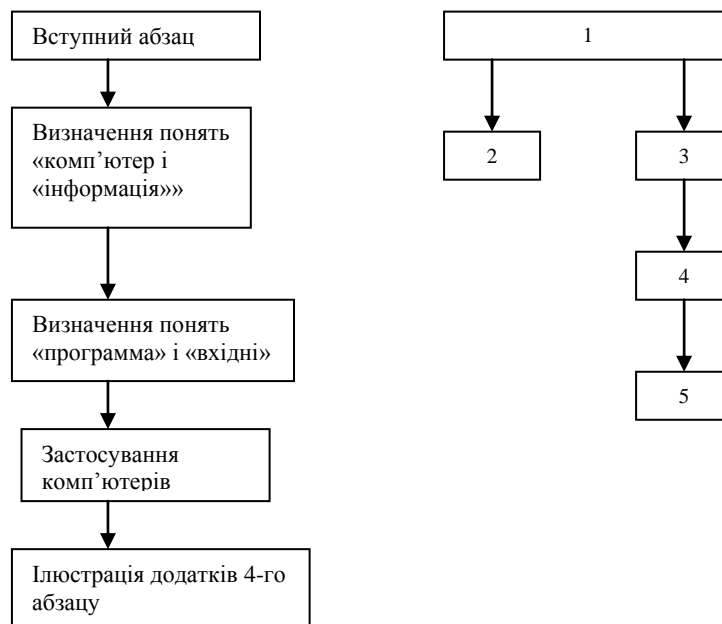 Вступний абзац
Визначення понять
«комп’ютер і
«інформація»»
Визначення понять
«программа» і «вхідні»
Застосування
комп’ютерів
Ілюстрація додатків 4-го
абзацу
1
2
3
4
5